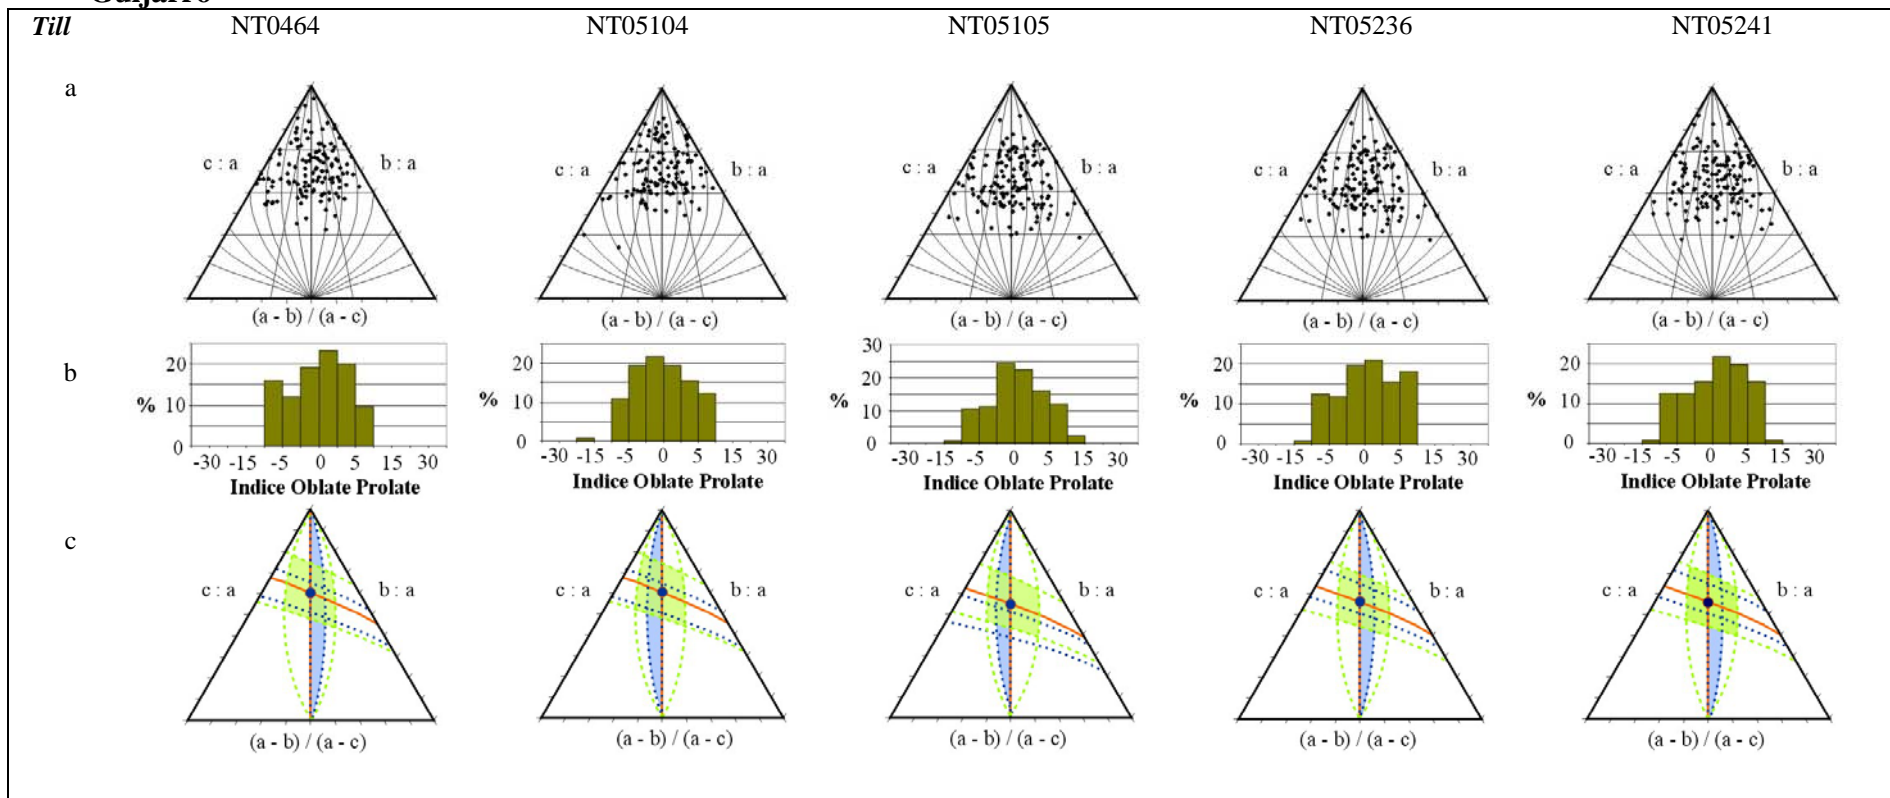 Guijarro
Till NT0464 NT05104 NT05105 NT05236 NT05241
a
c : a b : a c : a b : a c : a b : a c : a b : a c : a b : a
(a - b) / (a - c) (a - b) / (a - c) (a - b) / (a - c) (a - b) / (a - c) (a - b) / (a - c)
b
% 20 10 0 % 20 10 0 % 30 20 10 0 % 20 10 0 % 20 10 0
-30 -15 -5 0 5 15 30 -30 -15 -5 0 5 15 30 -30 -15 -5 0 5 15 30 -30 -15 -5 0 5 15 30 -30 -15 -5 0 5 15 30
Indice Oblate Prolate Indice Oblate Prolate Indice Oblate Prolate Indice Oblate Prolate Indice Oblate Prolate
c
c : a b : a c : a b : a c : a b : a c : a b : a c : a b : a
(a - b) / (a - c) (a - b) / (a - c) (a - b) / (a - c) (a - b) / (a - c) (a - b) / (a - c)